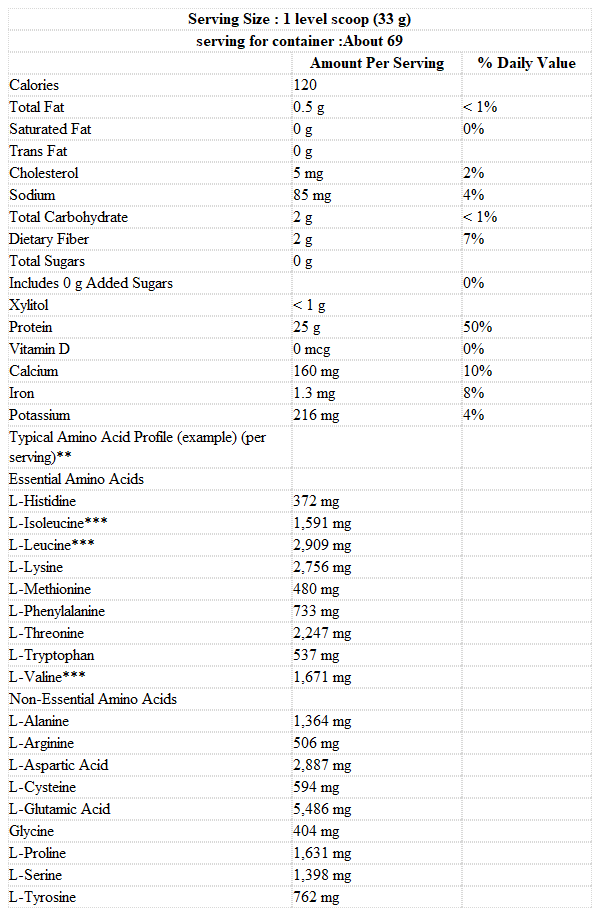 Serving Size : 1 level scoop (33 g)
serving for container :About 69
Amount Per Serving % Daily Value
Calories 120
Total Fat 0.5 g < 1%
Saturated Fat 0 g 0%
Trans Fat 0 g
Cholesterol 5 mg 2%
Sodium 85 mg 4%
Total Carbohydrate 2 g < 1%
Dietary Fiber 2 g 7%
Total Sugars 0 g
Includes 0 g Added Sugars 0%
Xylitol < 1 g
Protein 25 g 50%
Vitamin D 0 mcg 0%
Calcium 160 mg 10%
Iron 1.3 mg 8%
Potassium 216 mg 4%
Typical Amino Acid Profile (example) (per
serving)**
Essential Amino Acids
L-Histidine 372 mg
L-Isoleucine*** 1,591 mg
L-Leucine*** 2,909 mg
L-Lysine 2,756 mg
L-Methionine 480 mg
L-Phenylalanine 733 mg
L-Threonine 2,247 mg
L-Tryptophan 537 mg
L-Valine*** 1,671 mg
Non-Essential Amino Acids
L-Alanine 1,364 mg
L-Arginine 506 mg
L-Aspartic Acid 2,887 mg
L-Cysteine 594 mg
L-Glutamic Acid 5,486 mg
Glycine 404 mg
L-Proline 1,631 mg
L-Serine 1,398 mg
L-Tyrosine 762 mg